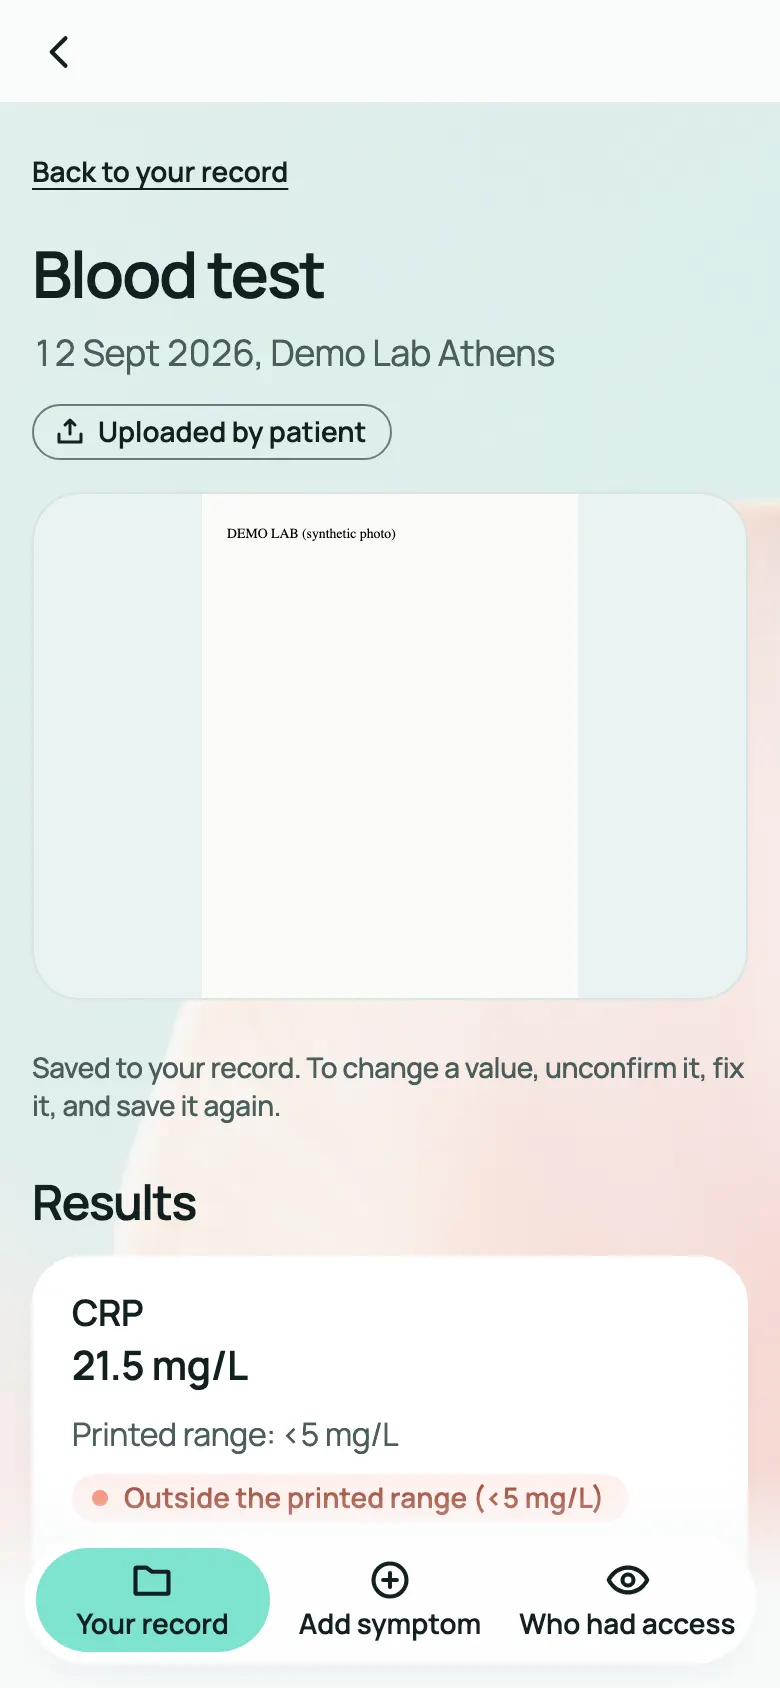 Back to your record
Blood test
12 Sept 2026, Demo Lab Athens
Uploaded by patient
DEMO LAB (synthetic photo)
Saved to your record. To change a value, unconfirm it, fix
it, and save it again.
Results
CRP
21.5 mg/L
Printed range: <5 mg/L
Outside the printed range (<5 mg/L)
Your record
Add symptom
Who had access